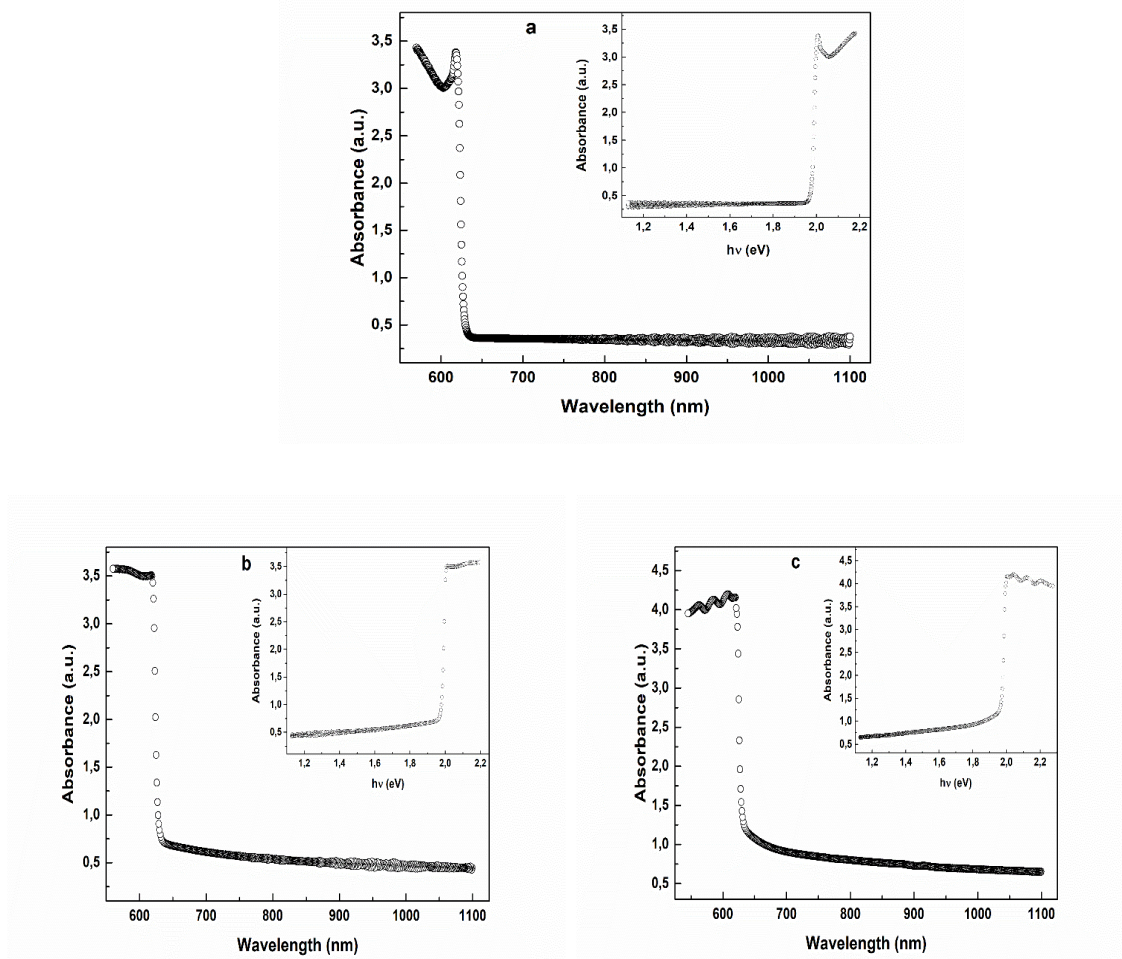 a
3,5
3,0
2,5
2,0
1,5
1,0
0,5
Absorbance (a.u.)
600 700 800 900 1000 1100
Wavelength (nm)
3,5
3,0
2,5
2,0
1,5
1,0
0,5
Absorbance (a.u.)
1,2 1,4 1,6 1,8 2,0 2,2
hν (eV)
b
3,5
3,0
2,5
2,0
1,5
1,0
0,5
Absorbance (a.u.)
600 700 800 900 1000 1100
Wavelength (nm)
3,5
3,0
2,5
2,0
1,5
1,0
0,5
Absorbance (a.u.)
1,2 1,4 1,6 1,8 2,0 2,2
hν (eV)
c
4,5
4,0
3,5
3,0
2,5
2,0
1,5
1,0
0,5
Absorbance (a.u.)
600 700 800 900 1000 1100
Wavelength (nm)
4,5
4,0
3,5
3,0
2,5
2,0
1,5
1,0
0,5
Absorbance (a.u.)
1,2 1,4 1,6 1,8 2,0 2,2
hν (eV)